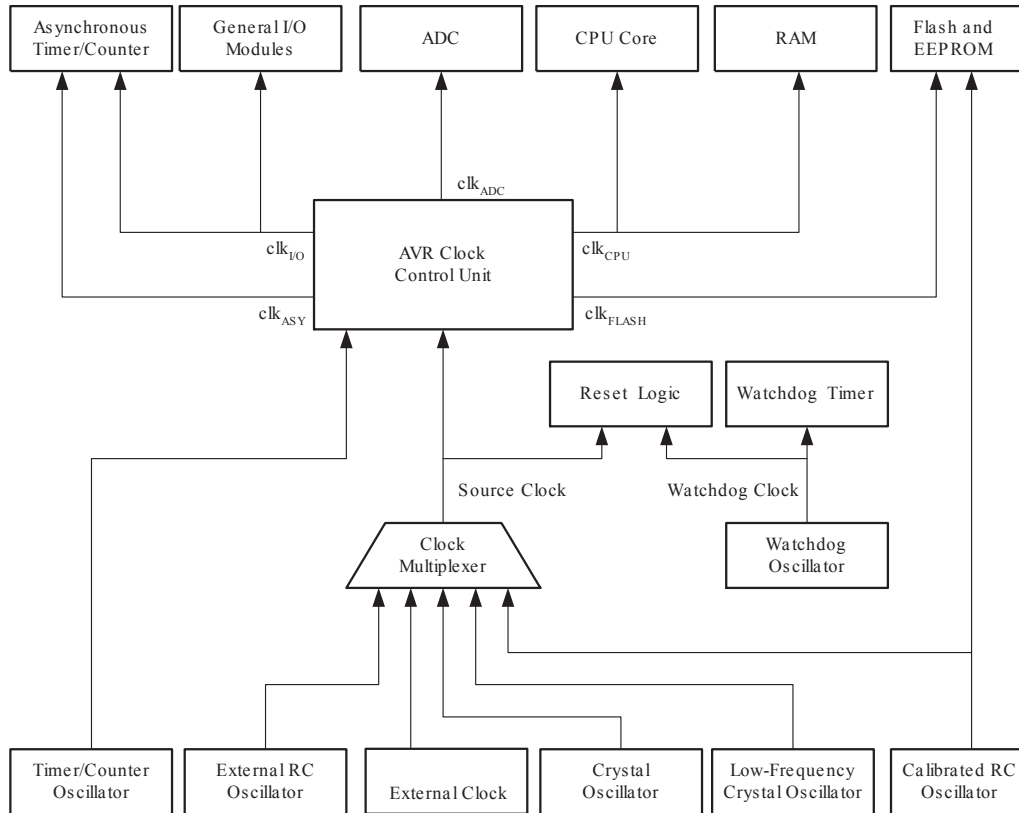 Asynchronous
Timer/Counter
General I/O
Modules
ADC
CPU Core
RAM
Flash and
EEPROM
clkADC
clkI/O
AVR Clock
Control Unit
clkCPU
clkASY
clkFLASH
Reset Logic
Watchdog Timer
Source Clock
Watchdog Clock
Clock
Multiplexer
Watchdog
Oscillator
Timer/Counter
Oscillator
External RC
Oscillator
External Clock
Crystal
Oscillator
Low-Frequency
Crystal Oscillator
Calibrated RC
Oscillator